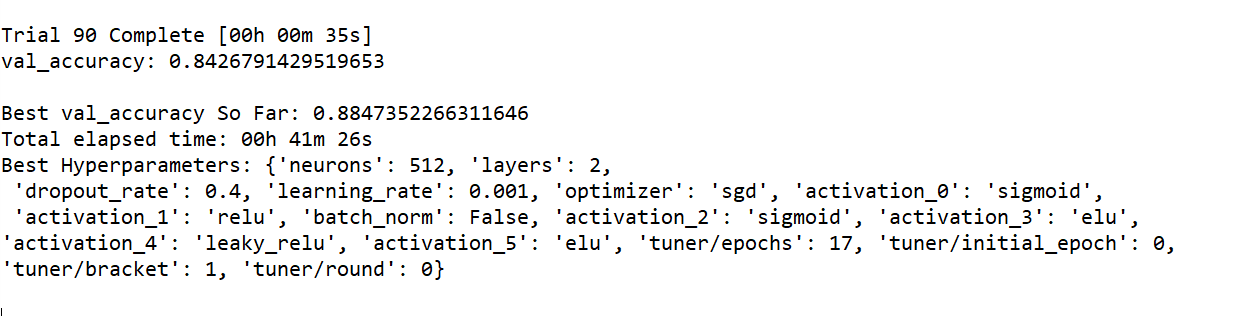 Trial 90 Complete [00h 00m 35s]
val_accuracy: 0.8426791429519653
Best val_accuracy So Far: 0.8847352266311646
Total elapsed time: 00h 41m 26s
Best Hyperparameters: {'neurons': 512, 'layers': 2,
'dropout_rate': 0.4, 'learning_rate': 0.001, 'optimizer': 'sgd', 'activation_0': 'sigmoid',
'activation_1': 'relu', 'batch_norm': False, 'activation_2': 'sigmoid', 'activation_3': 'elu',
'activation_4': 'leaky_relu', 'activation_5': 'elu', 'tuner/epochs': 17, 'tuner/initial_epoch': 0,
'tuner/bracket': 1, 'tuner/round': 0}